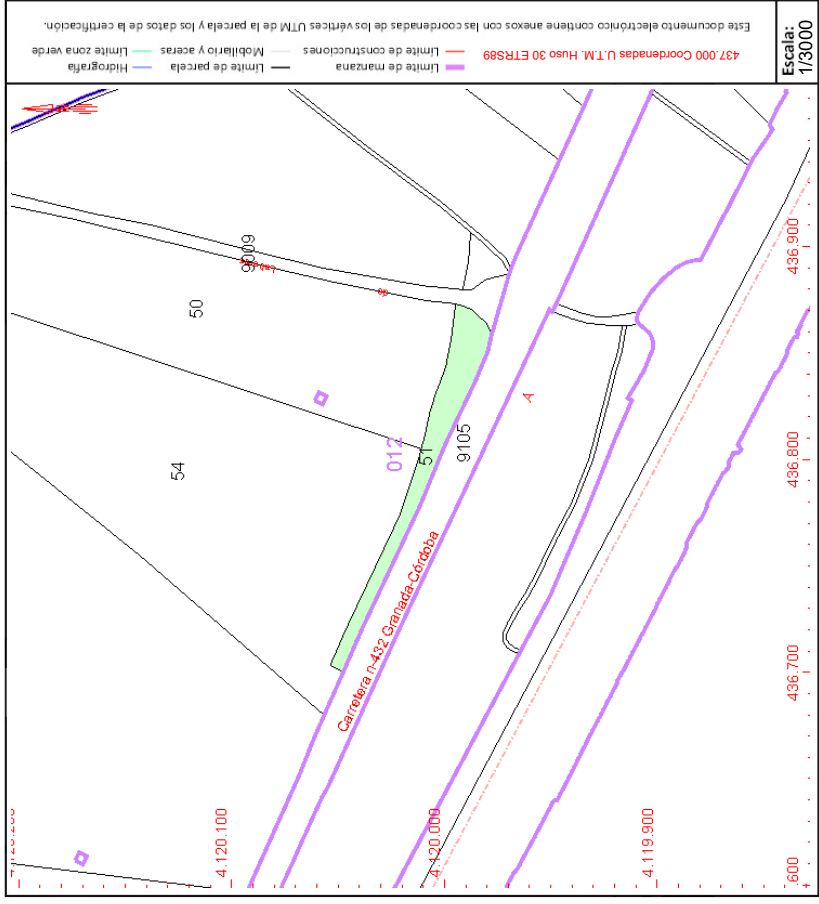 Este documento electrónico contiene anexos con las coordenadas de los vértices UTM de la parcela y los datos de la certificación.
437.000 Coordenadas U.T.M. Huso 30 ETRS89
Límite de manzana
Límite de construcciones
Límite de parcela
Mobiliario y aceras
Hidrografía
Límite zona verde
Escala:
1/3000
9009
50
54
012
51
9105
A
Carretera n-432 Granada-Córdoba
436.900
436.800
436.700
600
4.120.100
4.120.000
4.119.900